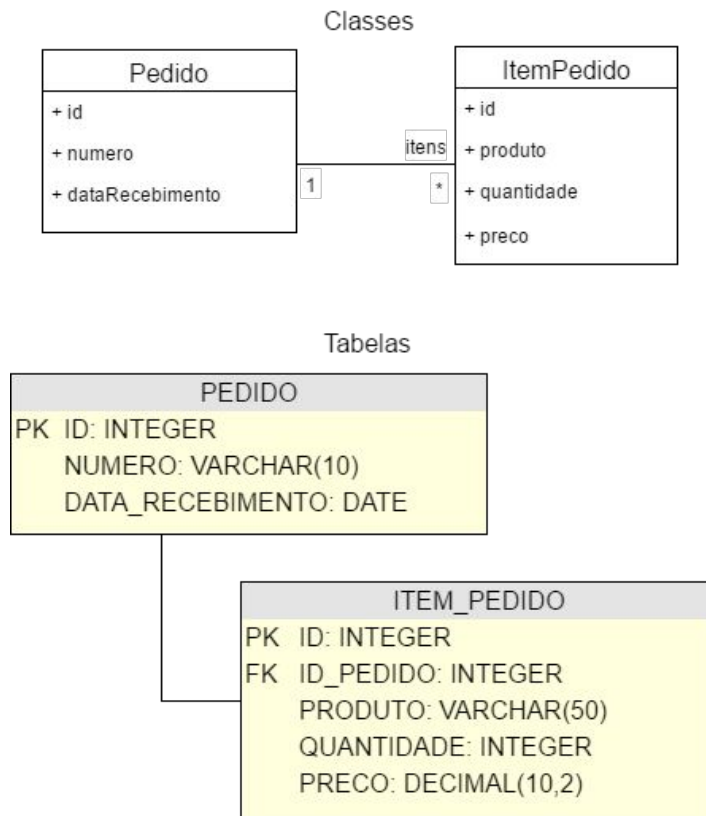 Classes
Pedido
+ id
+ numero
+ dataRecebimento
1
itens
*
ItemPedido
+ id
+ produto
+ quantidade
+ preco
Tabelas
PEDIDO
PK ID: INTEGER
NUMERO: VARCHAR(10)
DATA_RECEBIMENTO: DATE
ITEM_PEDIDO
PK ID: INTEGER
FK ID_PEDIDO: INTEGER
PRODUTO: VARCHAR(50)
QUANTIDADE: INTEGER
PRECO: DECIMAL(10,2)